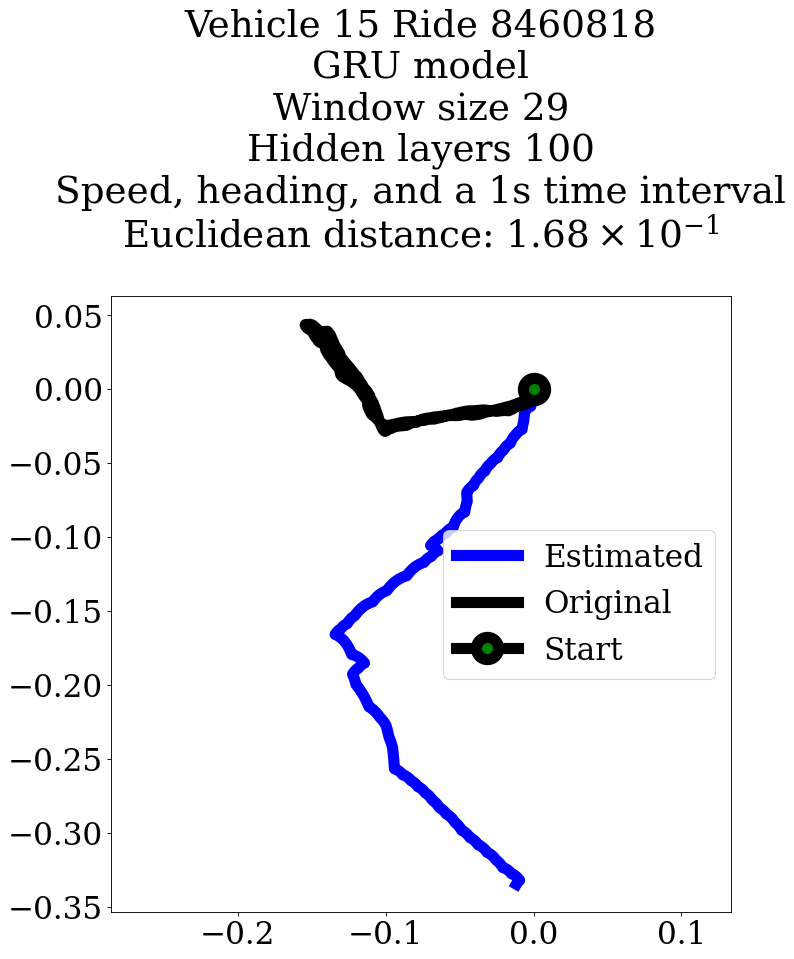 Vehicle 15 Ride 8460818
GRU model
Window size 29
Hidden layers 100
Speed, heading, and a 1s time interval
Euclidean distance: 1.68 × 10⁻¹
0.05
0.00
−0.05
−0.10
−0.15
−0.20
−0.25
−0.30
−0.35
Estimated
Original
Start
−0.2
−0.1
0.0
0.1